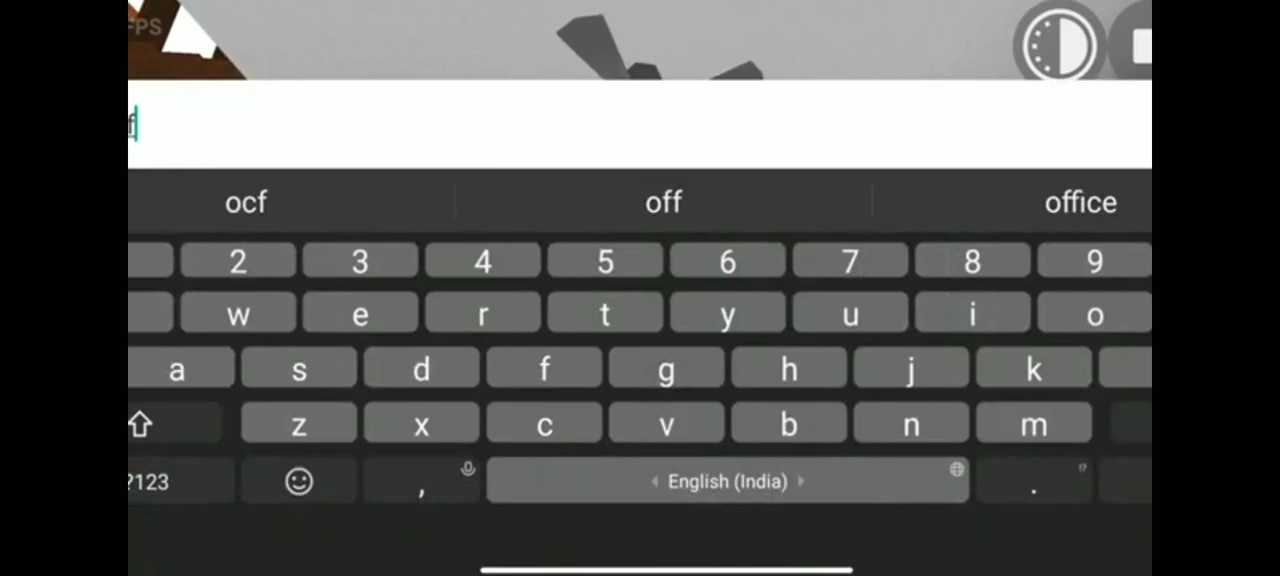 FPS
f
ocf off office
2 3 4 5 6 7 8 9
w e r t y u i o
a s d f g h j k
z x c v b n m
?123 , English (India) .